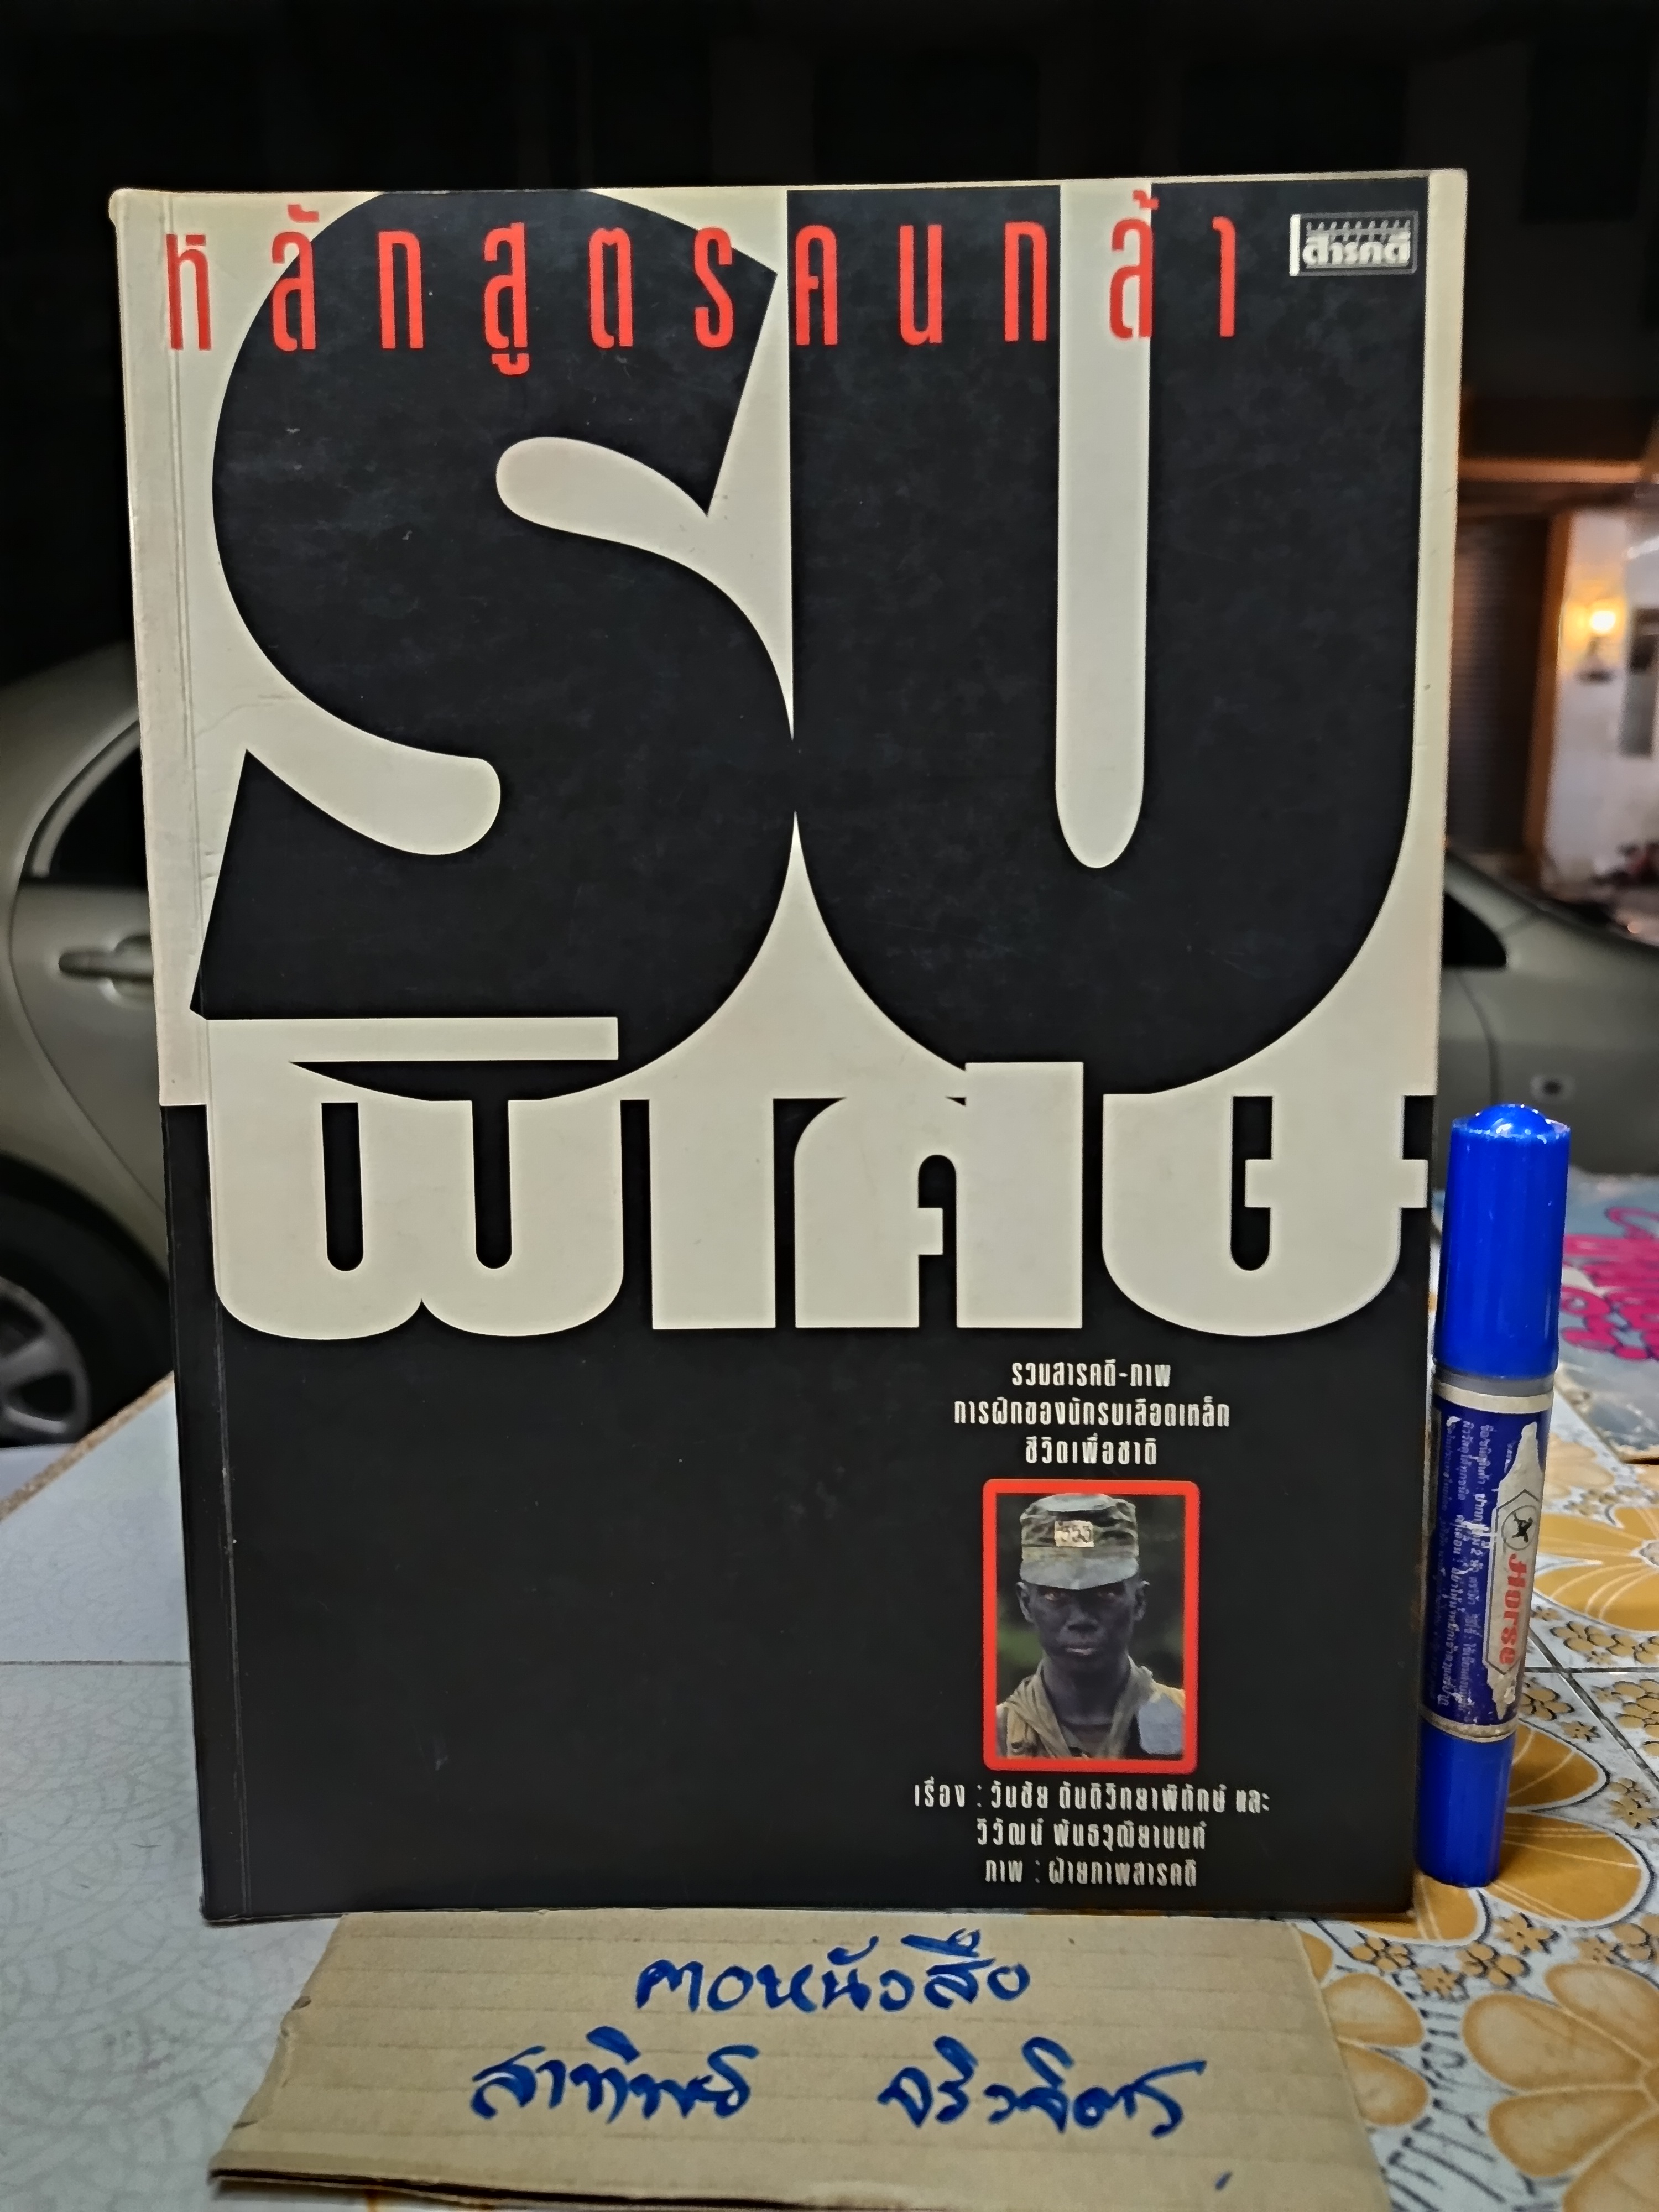 หลักสูตรคนกล้า
สารคดี
รบ
พิเศษ
รวมสารคดี-ภาพ
การฝึกของนักรบเลือดเหล็ก
ชีวิตเพื่อชาติ
553
เรื่อง : วันชัย ตันติวิทยาพิทักษ์ และ
วิวัฒน์ พันธวุฒิยานนท์
ภาพ : ฝ่ายภาพสารคดี
Horse
คอหนังสือ
สาทิพย์ จริงจิตร